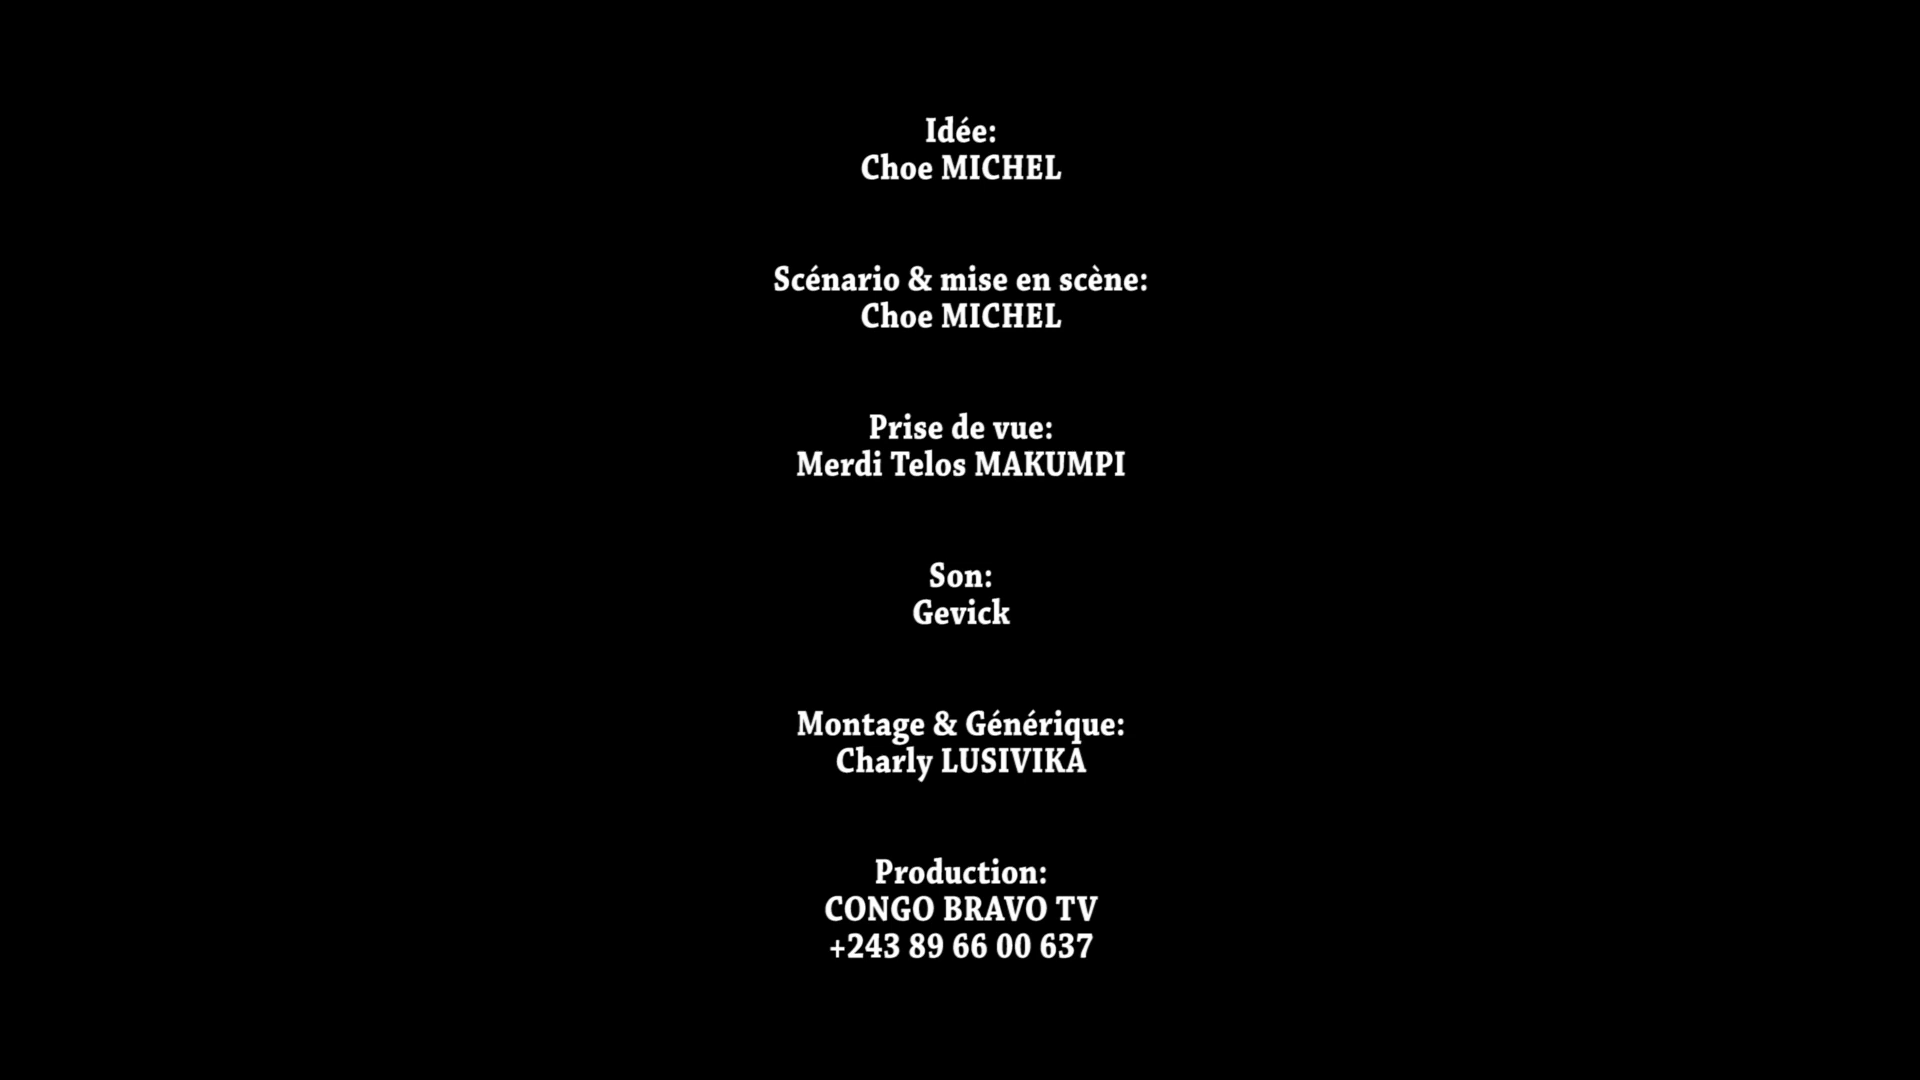 Idée:
Choe MICHEL
Scénario & mise en scène:
Choe MICHEL
Prise de vue:
Merdi Telos MAKUMPI
Son:
Gevick
Montage & Générique:
Charly LUSIVIKA
Production:
CONGO BRAVO TV
+243 89 66 00 637